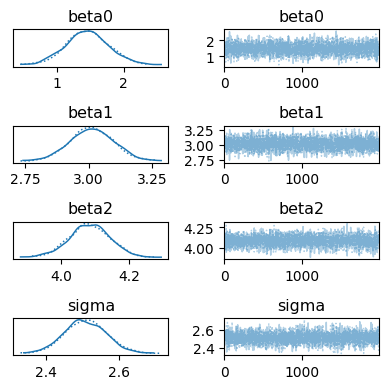 beta0 beta0
2
1
1 2 0 1000
beta1 beta1
3.25
3.00
2.75
2.75 3.00 3.25 0 1000
beta2 beta2
4.25
4.00
4.0 4.2 0 1000
sigma sigma
2.6
2.4
2.4 2.6 0 1000